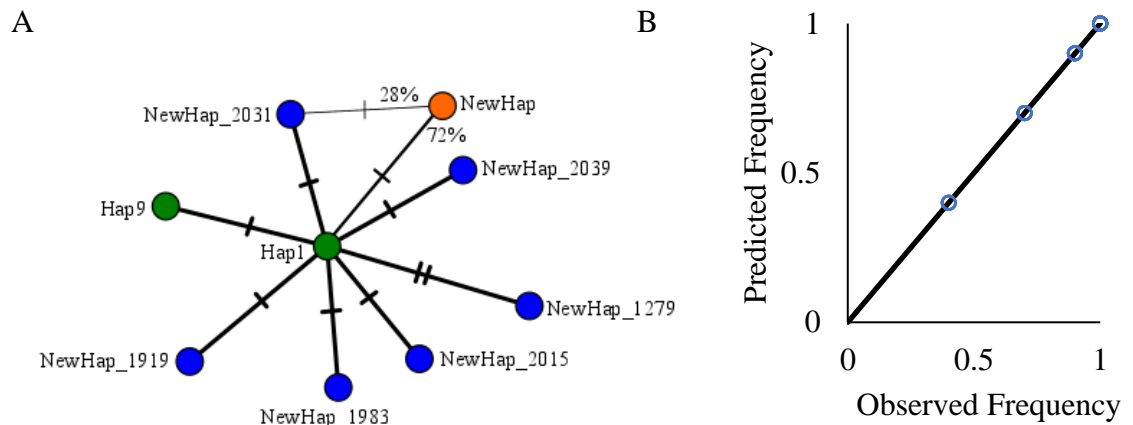 A
B
28%
NewHap
NewHap_2031
72%
NewHap_2039
Hap9
Hap1
NewHap_1279
NewHap_1919
NewHap_2015
NewHap_1983
Predicted Frequency
1
0.5
0
0
0.5
1
Observed Frequency